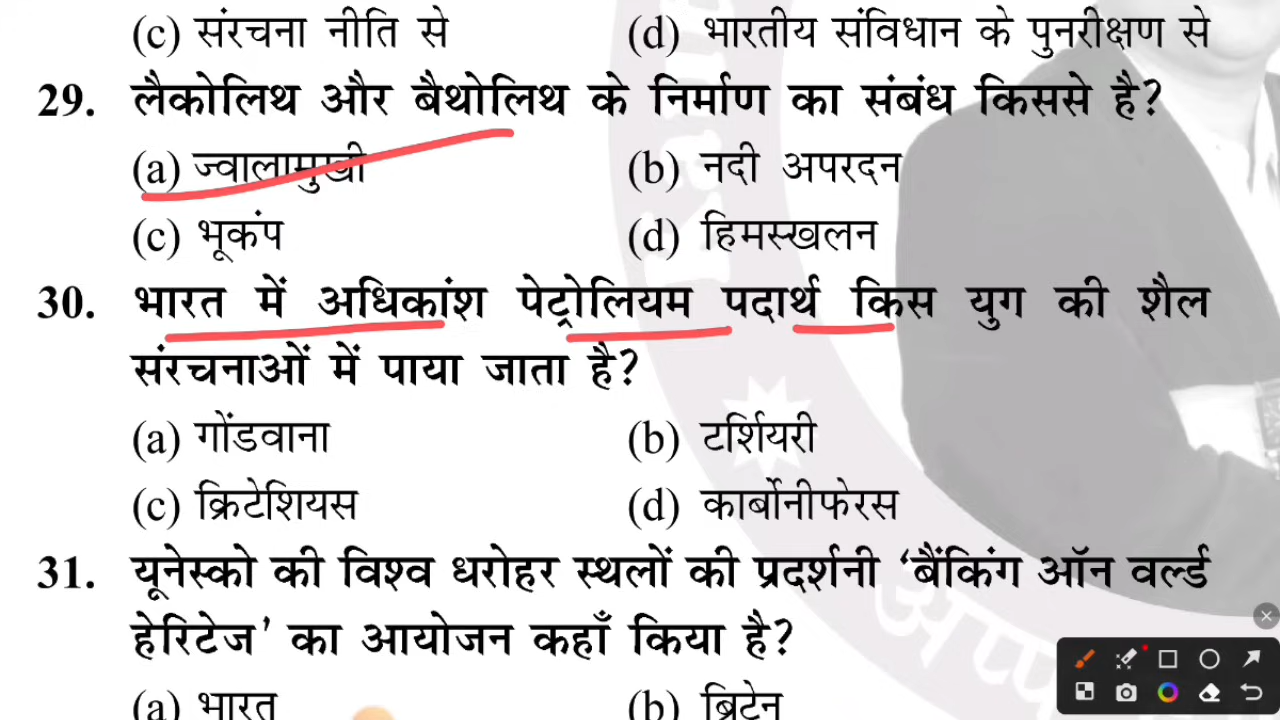 (c) संरचना नीति से (d) भारतीय संविधान के पुनरीक्षण से
29. लैकोलिथ और बैथोलिथ के निर्माण का संबंध किससे है?
(a) ज्वालामुखी (b) नदी अपरदन
(c) भूकंप (d) हिमस्खलन
30. भारत में अधिकांश पेट्रोलियम पदार्थ किस युग की शैल
संरचनाओं में पाया जाता है?
(a) गोंडवाना (b) टर्शियरी
(c) क्रिटेशियस (d) कार्बोनीफेरस
31. यूनेस्को की विश्व धरोहर स्थलों की प्रदर्शनी ‘बैंकिंग ऑन वर्ल्ड
हेरिटेज’ का आयोजन कहाँ किया है?
(a) भारत (b) ब्रिटेन